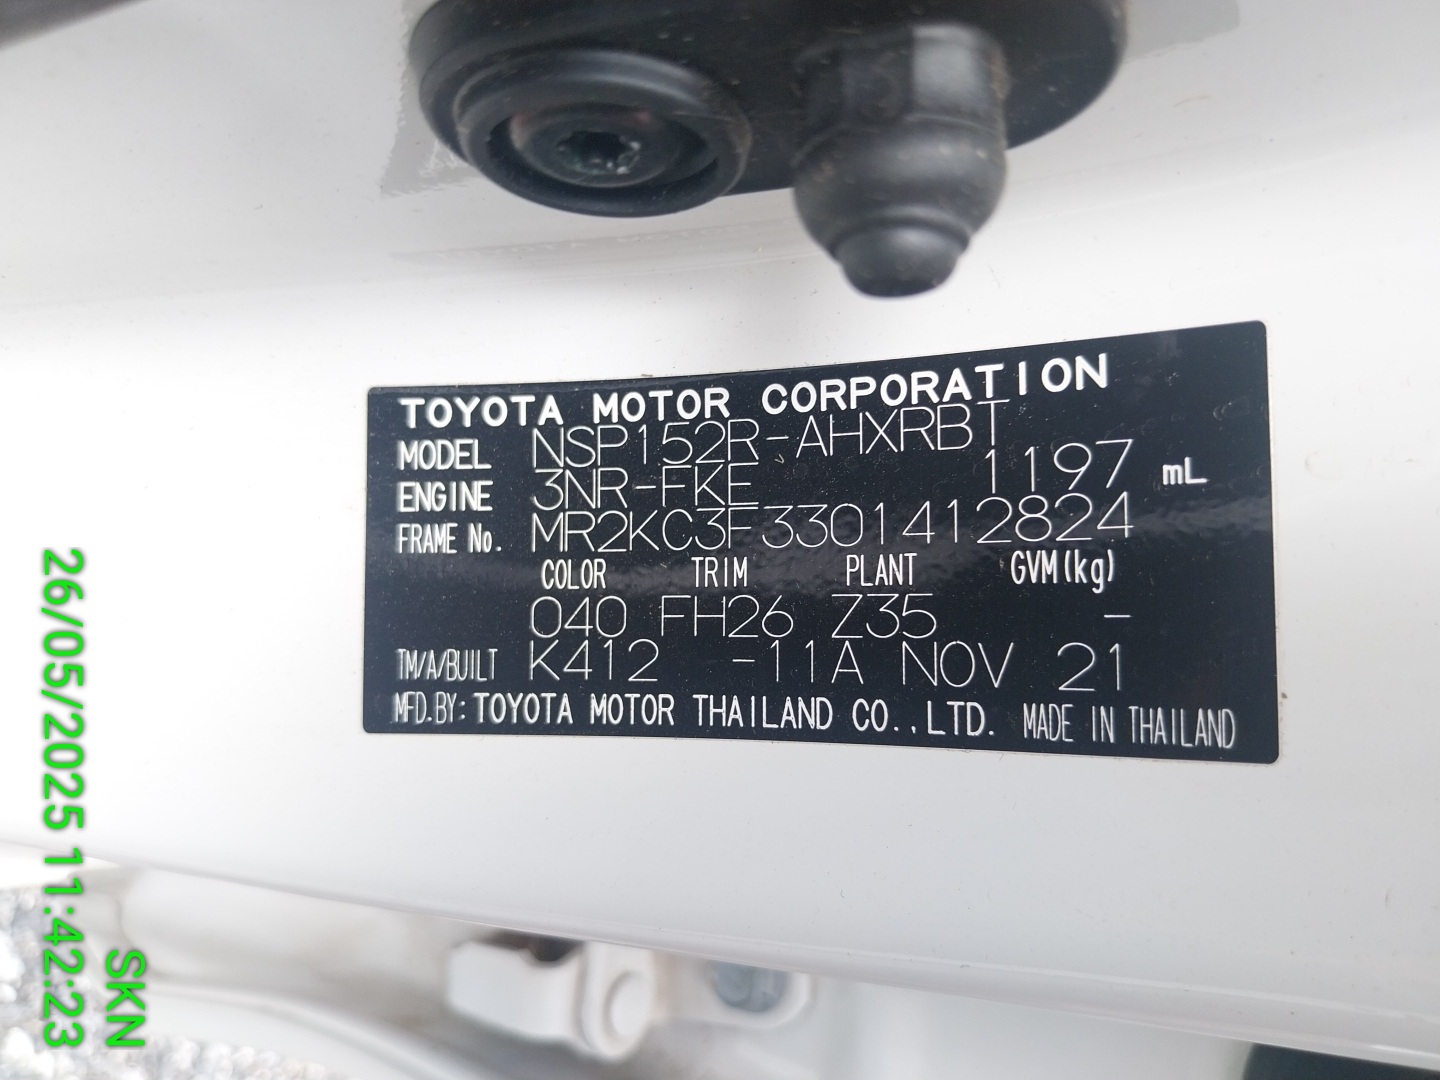 TOYOTA MOTOR CORPORATION
MODEL NSP152R-AHXRBT
ENGINE 3NR-FKE 1197 mL
FRAME No. MR2KC3F3301412824
COLOR TRIM PLANT GVM(kg)
040 FH26 Z35 -
TM/A/BUILT K412 -11A NOV 21
MFD.BY: TOYOTA MOTOR THAILAND CO.,LTD. MADE IN THAILAND
26/05/2025 11:42:23
SKN